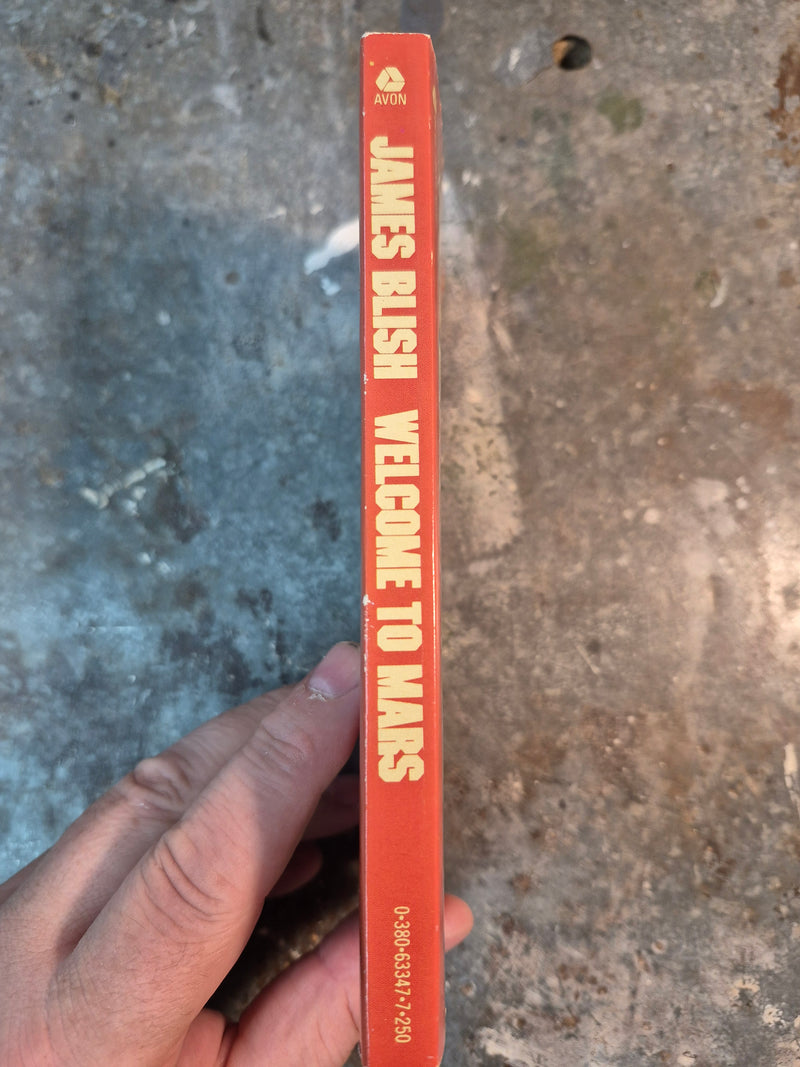 AVON
JAMES BLISH WELCOME TO MARS
0•380•63347•7•250